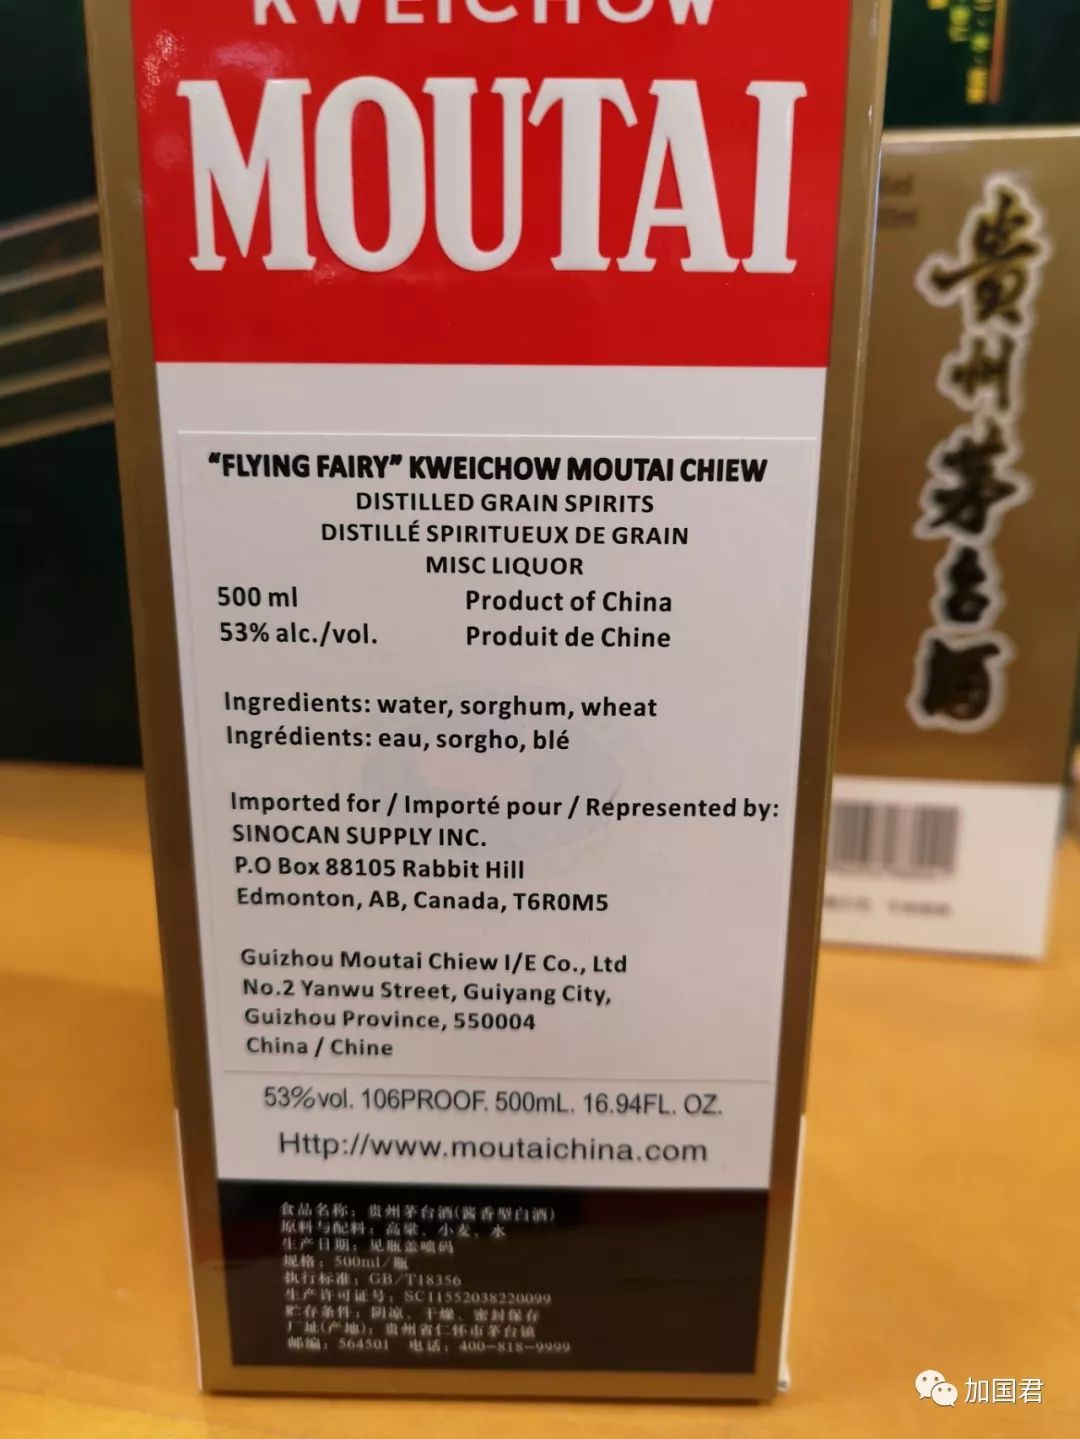 KWEICHOW
MOUTAI
"FLYING FAIRY" KWEICHOW MOUTAI CHIEW
DISTILLED GRAIN SPIRITS
DISTILLÉ SPIRITUEUX DE GRAIN
MISC LIQUOR
500 ml Product of China
53% alc./vol. Produit de Chine
Ingredients: water, sorghum, wheat
Ingrédients: eau, sorgho, blé
Imported for / Importé pour / Represented by:
SINOCAN SUPPLY INC.
P.O Box 88105 Rabbit Hill
Edmonton, AB, Canada, T6R0M5
Guizhou Moutai Chiew I/E Co., Ltd
No.2 Yanwu Street, Guiyang City,
Guizhou Province, 550004
China / Chine
53%vol. 106PROOF. 500mL. 16.94FL. OZ.
Http://www.moutaichina.com
食品名称：贵州茅台酒(酱香型白酒)
原料与配料：高粱、小麦、水
生产日期：见瓶盖喷码
规格：500ml/瓶
执行标准：GB/T18356
生产许可证号：SC11552038220099
贮存条件：阴凉、干燥、密封保存
厂址(产地)：贵州省仁怀市茅台镇
邮编：564501 电话：400-818-9999
贵州茅台酒
加国君